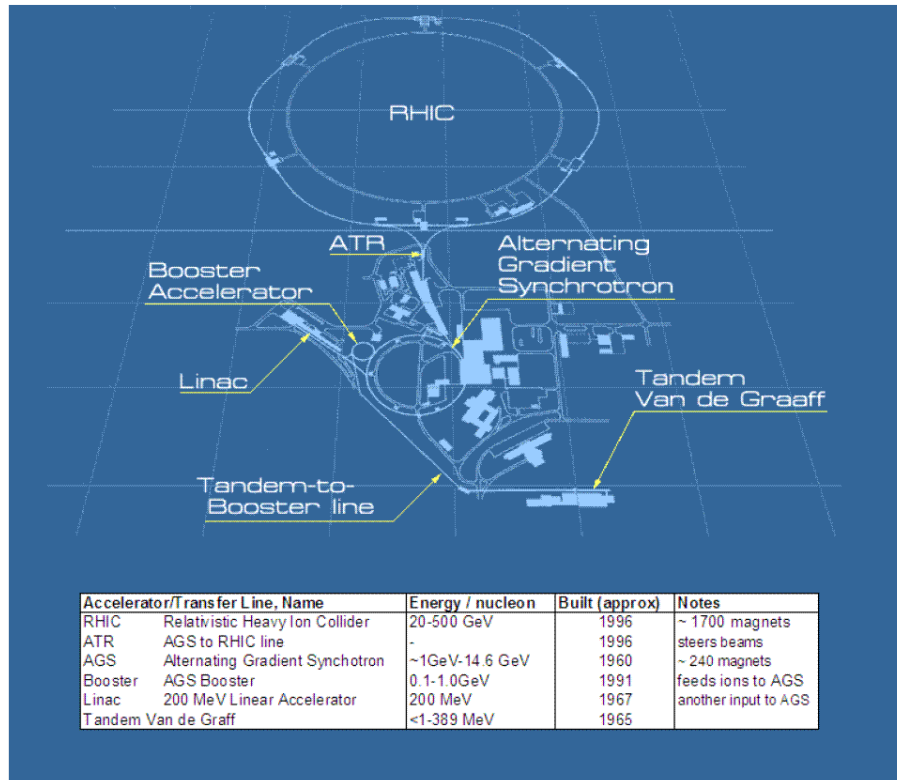 RHIC
ATR
Alternating
Gradient
Synchrotron
Booster
Accelerator
Linac
Tandem
Van de Graaff
Tandem-to-
Booster line
Accelerator/Transfer Line, Name Energy / nucleon Built (approx) Notes
RHIC Relativistic Heavy Ion Collider 20-500 GeV 1996 ~ 1700 magnets
ATR AGS to RHIC line - 1996 steers beams
AGS Alternating Gradient Synchotron ~1GeV-14.6 GeV 1960 ~ 240 magnets
Booster AGS Booster 0.1-1.0GeV 1991 feeds ions to AGS
Linac 200 MeV Linear Accelerator 200 MeV 1967 another input to AGS
Tandem Van de Graff <1-389 MeV 1965